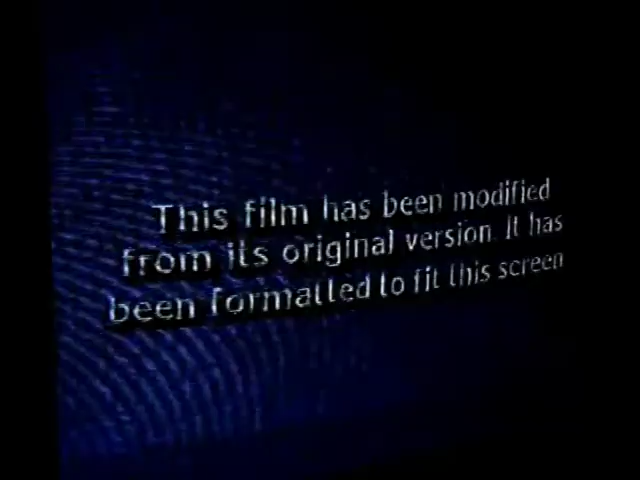 This film has been modified
from its original version. It has
been formatted to fit this screen